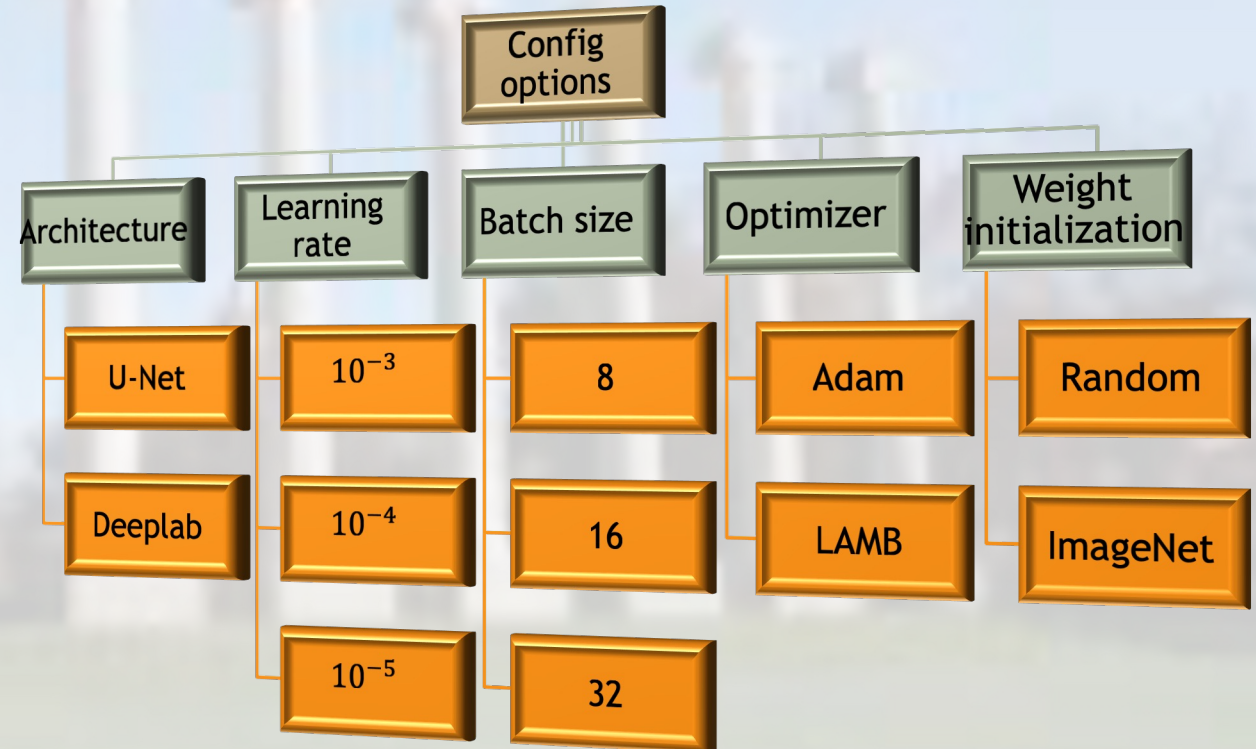 Config
options
Architecture
Learning
rate
Batch size
Optimizer
Weight
initialization
U-Net
10⁻³
8
Adam
Random
Deeplab
10⁻⁴
16
LAMB
ImageNet
10⁻⁵
32